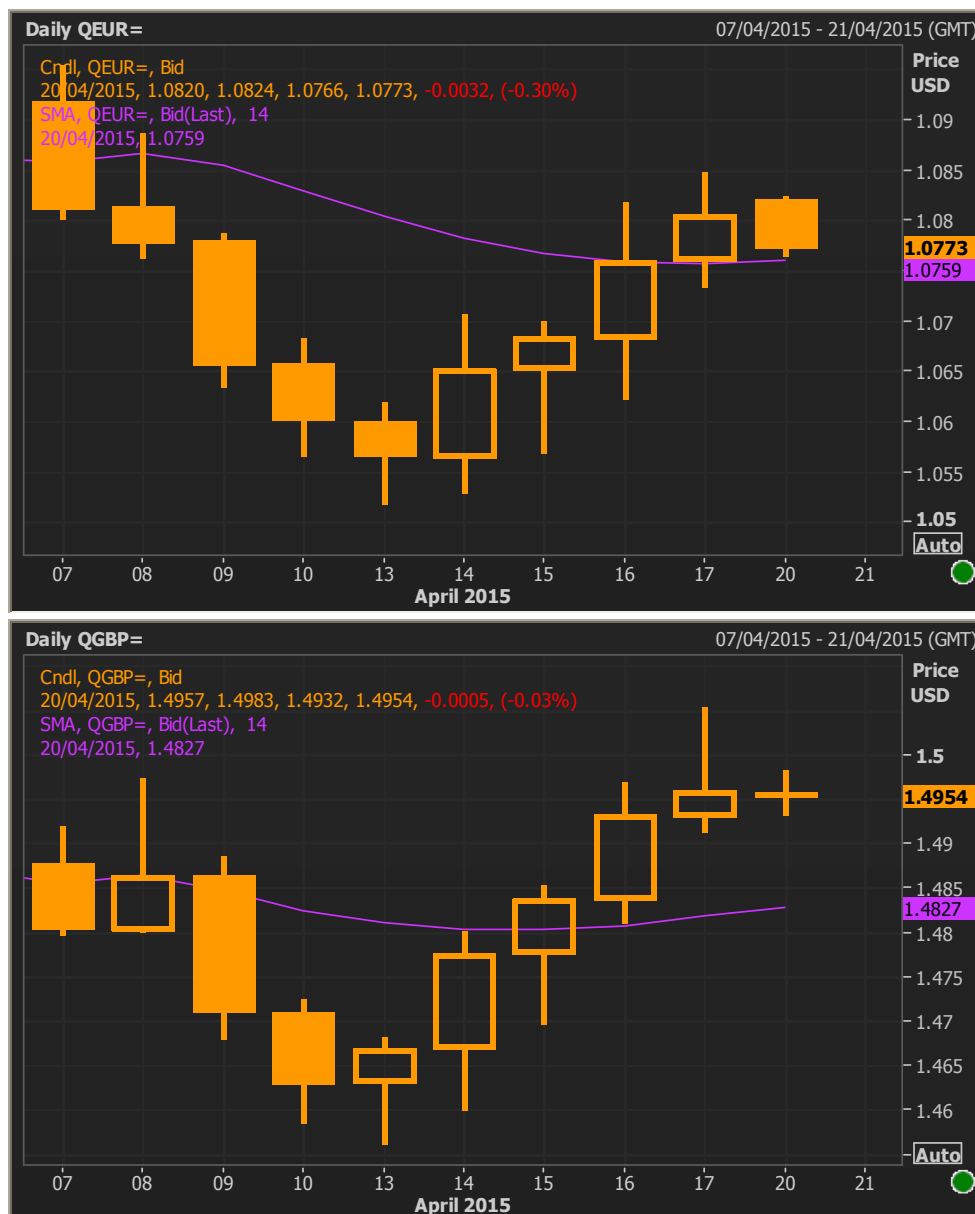 Daily QEUR= 07/04/2015 - 21/04/2015 (GMT)
Cndl, QEUR=, Bid
20/04/2015, 1.0820, 1.0824, 1.0766, 1.0773, -0.0032, (-0.30%)
SMA, QEUR=, Bid(Last), 14
20/04/2015, 1.0759
Price
USD
1.09
1.085
1.08
1.0773
1.0759
1.07
1.065
1.06
1.055
1.05
Auto
07 08 09 10 13 14 15 16 17 20 21
April 2015
Daily QGBP= 07/04/2015 - 21/04/2015 (GMT)
Cndl, QGBP=, Bid
20/04/2015, 1.4957, 1.4983, 1.4932, 1.4954, -0.0005, (-0.03%)
SMA, QGBP=, Bid(Last), 14
20/04/2015, 1.4827
Price
USD
1.5
1.4954
1.49
1.485
1.4827
1.48
1.475
1.47
1.465
1.46
Auto
07 08 09 10 13 14 15 16 17 20 21
April 2015